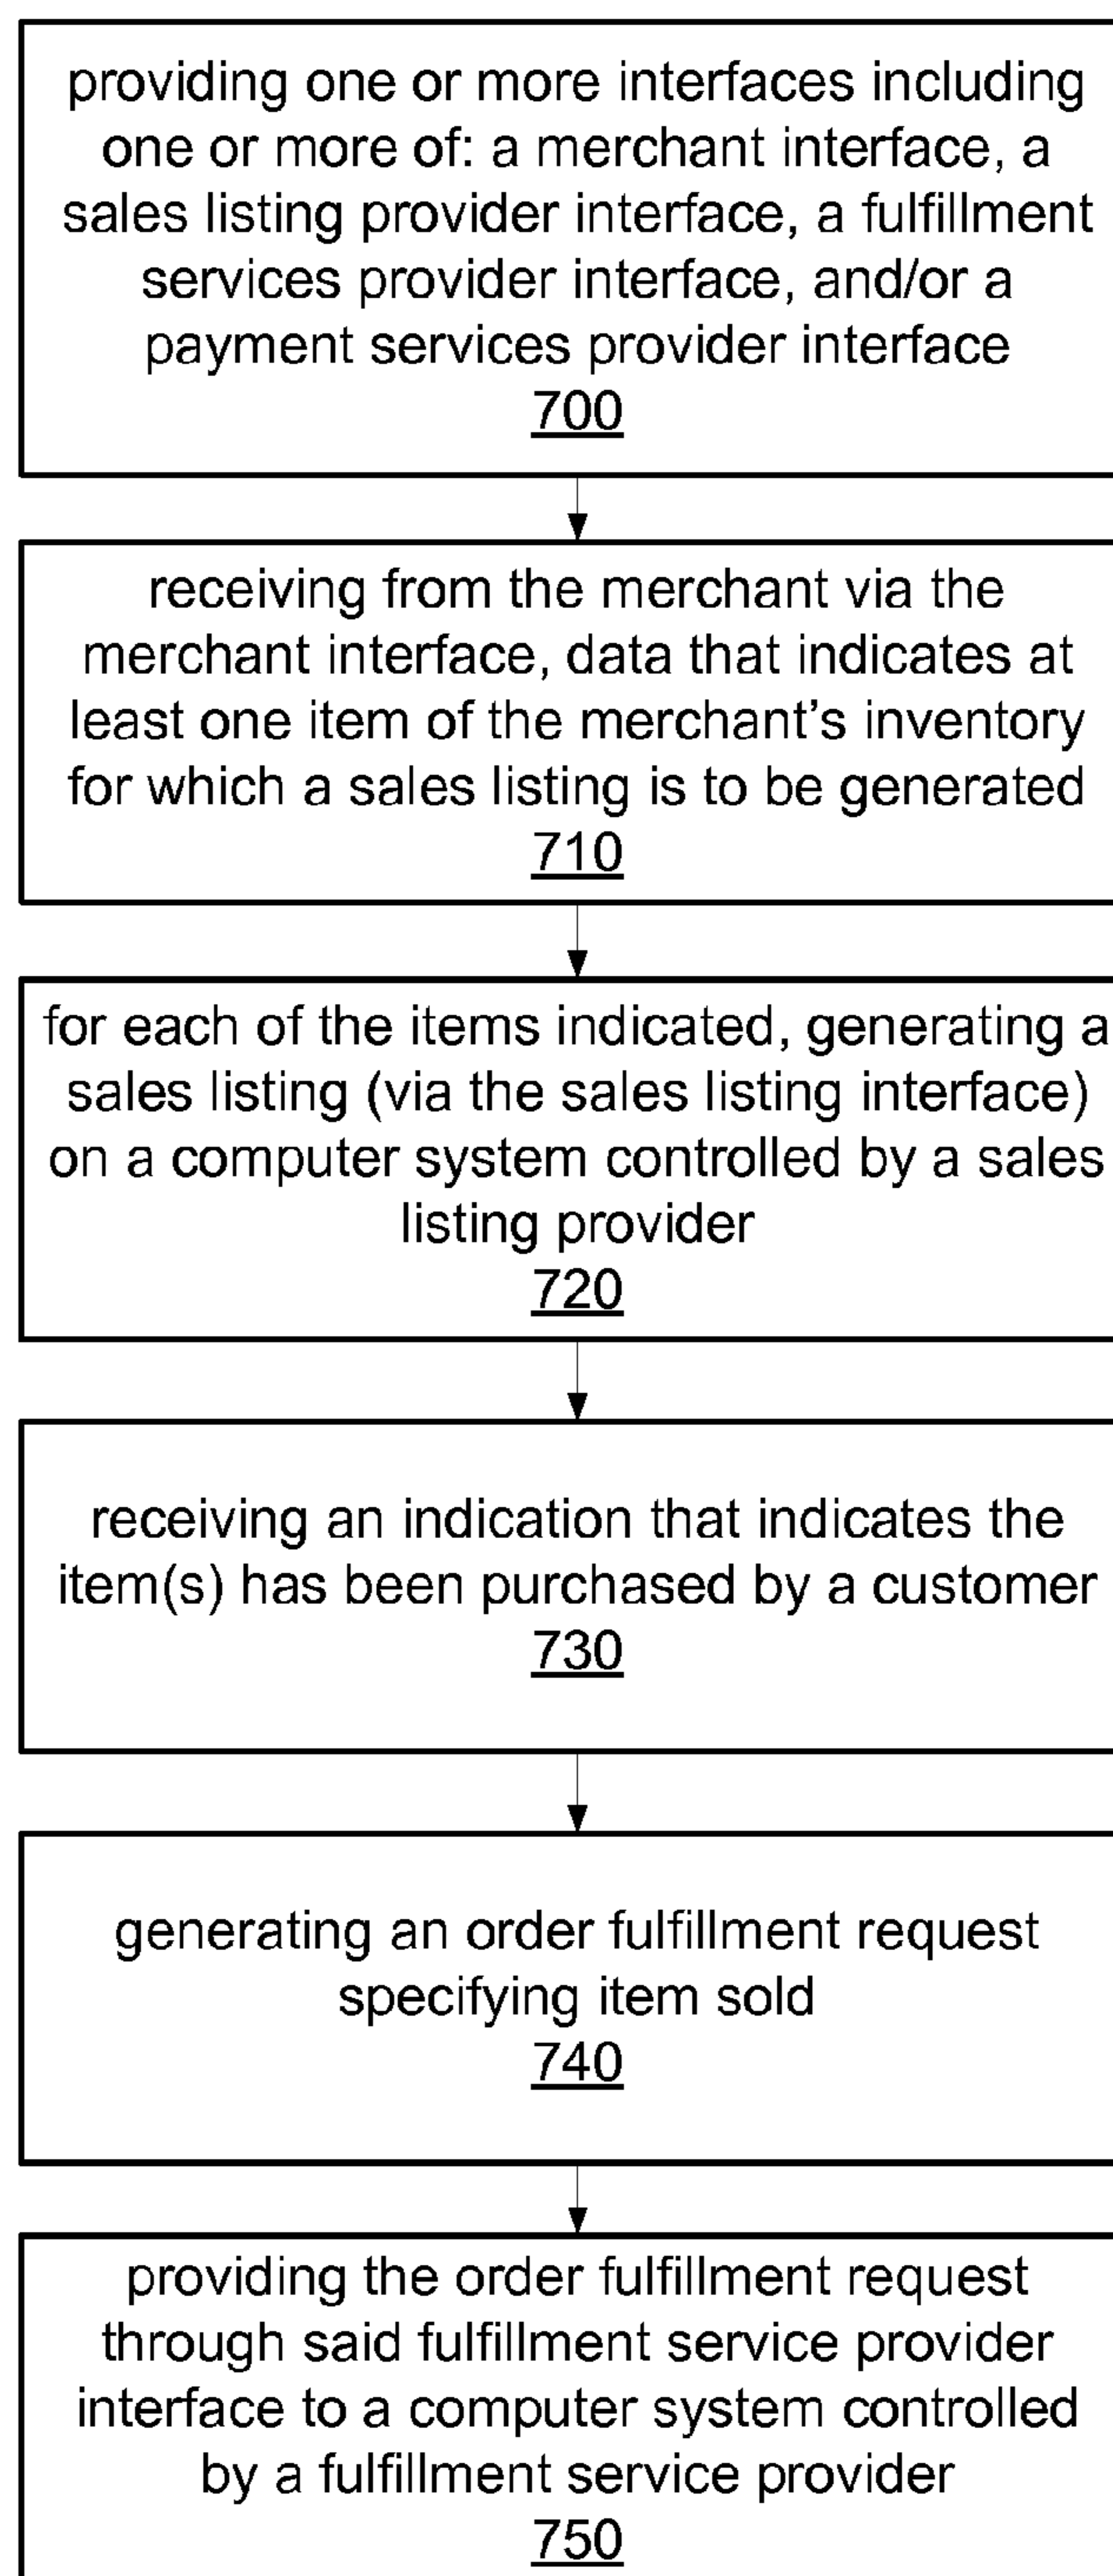 providing one or more interfaces including
one or more of: a merchant interface, a
sales listing provider interface, a fulfillment
services provider interface, and/or a
payment services provider interface
700
receiving from the merchant via the
merchant interface, data that indicates at
least one item of the merchant's inventory
for which a sales listing is to be generated
710
for each of the items indicated, generating a
sales listing (via the sales listing interface)
on a computer system controlled by a sales
listing provider
720
receiving an indication that indicates the
item(s) has been purchased by a customer
730
generating an order fulfillment request
specifying item sold
740
providing the order fulfillment request
through said fulfillment service provider
interface to a computer system controlled
by a fulfillment service provider
750